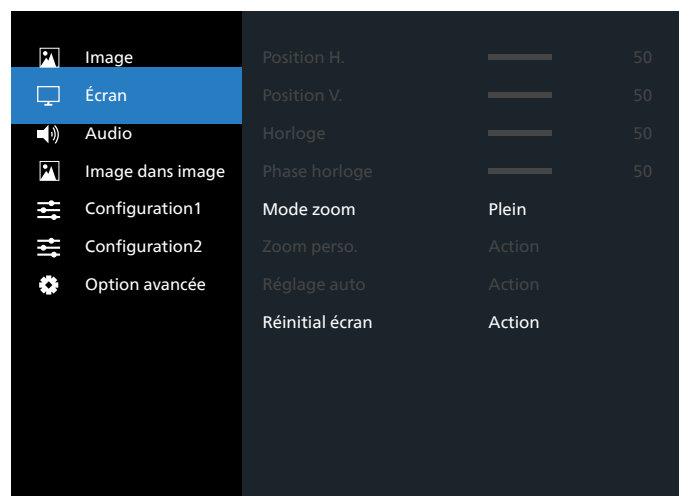 Image
Écran
Audio
Image dans image
Configuration1
Configuration2
Option avancée
Position H. 50
Position V. 50
Horloge 50
Phase horloge 50
Mode zoom Plein
Zoom perso. Action
Réglage auto Action
Réinitial écran Action